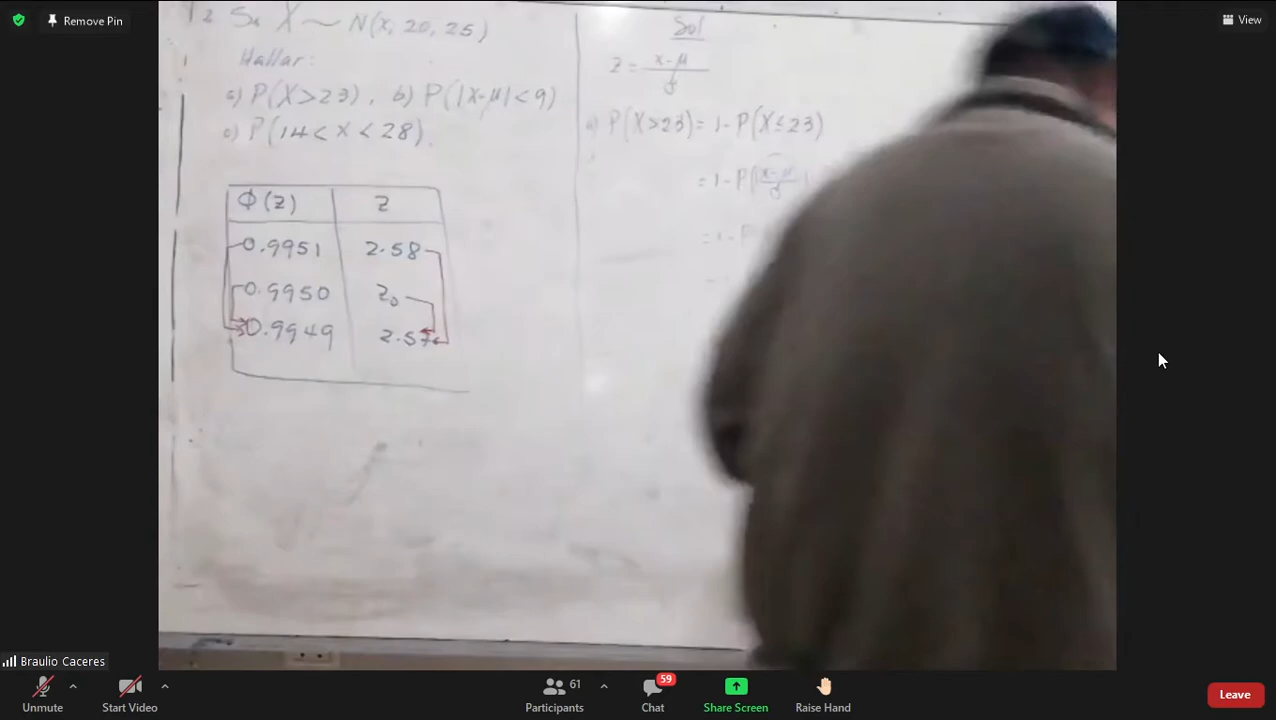 Remove Pin
View
2 Si X ~ N(x, 20, 25)
Hallar:
a) P(X>23), b) P(|X-μ|<9)
c) P(14<X<28).
Φ(z) z
0.9951 2.58
0.9950 z₀
0.9949 2.57
Sol
z = x-μ / σ
a) P(X>23) = 1 - P(X≤23)
= 1 - P(x-μ / σ
= 1 - P
Braulio Caceres
Unmute
Start Video
61
Participants
59
Chat
Share Screen
Raise Hand
Leave